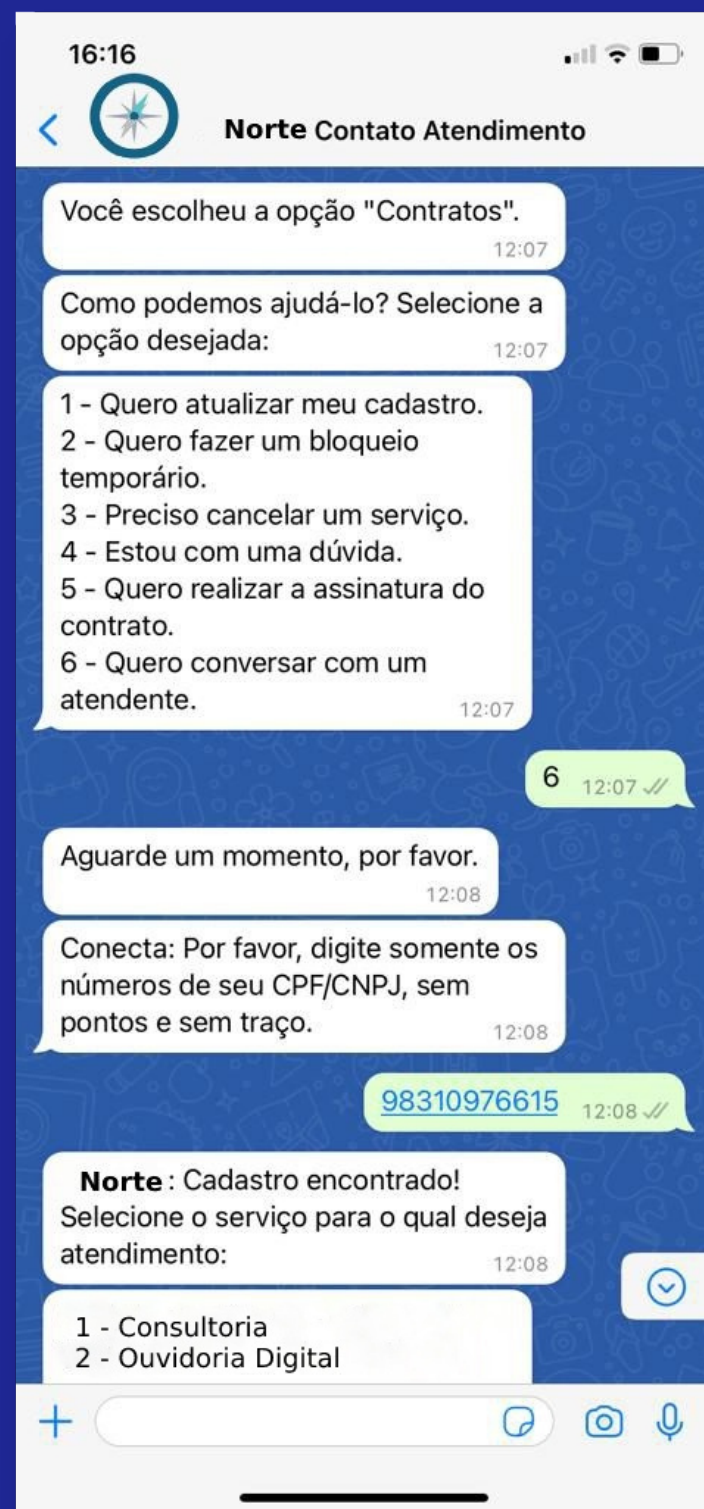 16:16
Norte Contato Atendimento
Você escolheu a opção "Contratos".
12:07
Como podemos ajudá-lo? Selecione a
opção desejada:
12:07
1 - Quero atualizar meu cadastro.
2 - Quero fazer um bloqueio
temporário.
3 - Preciso cancelar um serviço.
4 - Estou com uma dúvida.
5 - Quero realizar a assinatura do
contrato.
6 - Quero conversar com um
atendente.
12:07
6 12:07
Aguarde um momento, por favor.
12:08
Conecta: Por favor, digite somente os
números de seu CPF/CNPJ, sem
pontos e sem traço.
12:08
98310976615 12:08
Norte: Cadastro encontrado!
Selecione o serviço para o qual deseja
atendimento:
12:08
1 - Consultoria
2 - Ouvidoria Digital